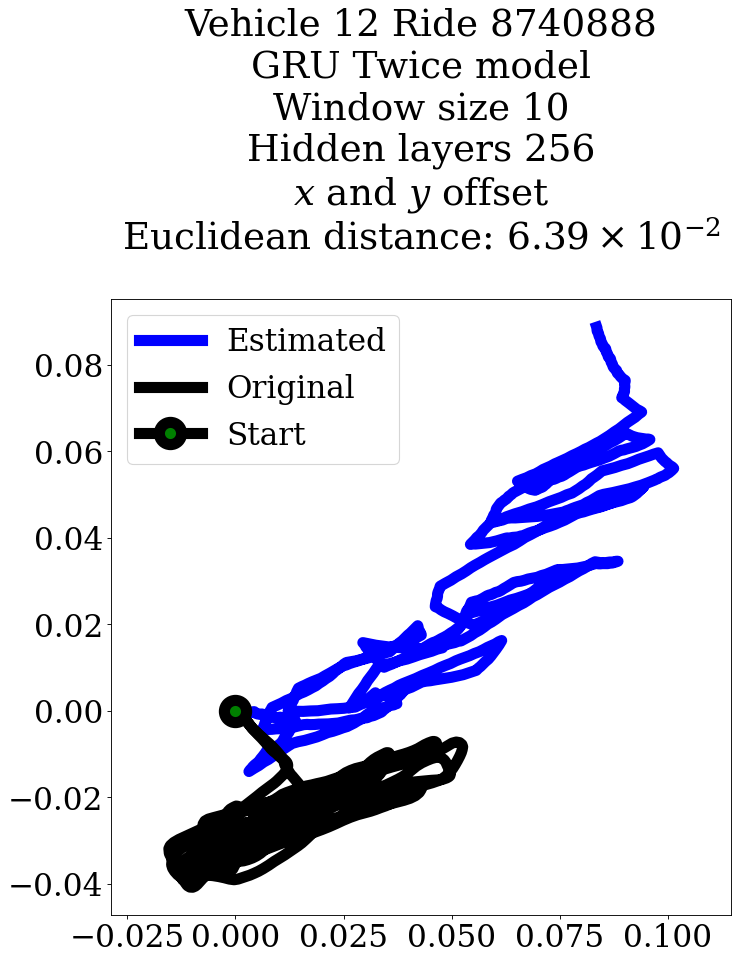 Vehicle 12 Ride 8740888
GRU Twice model
Window size 10
Hidden layers 256
x and y offset
Euclidean distance: 6.39 × 10⁻²
Estimated
Original
Start
0.08
0.06
0.04
0.02
0.00
−0.02
−0.04
−0.025 0.000 0.025 0.050 0.075 0.100